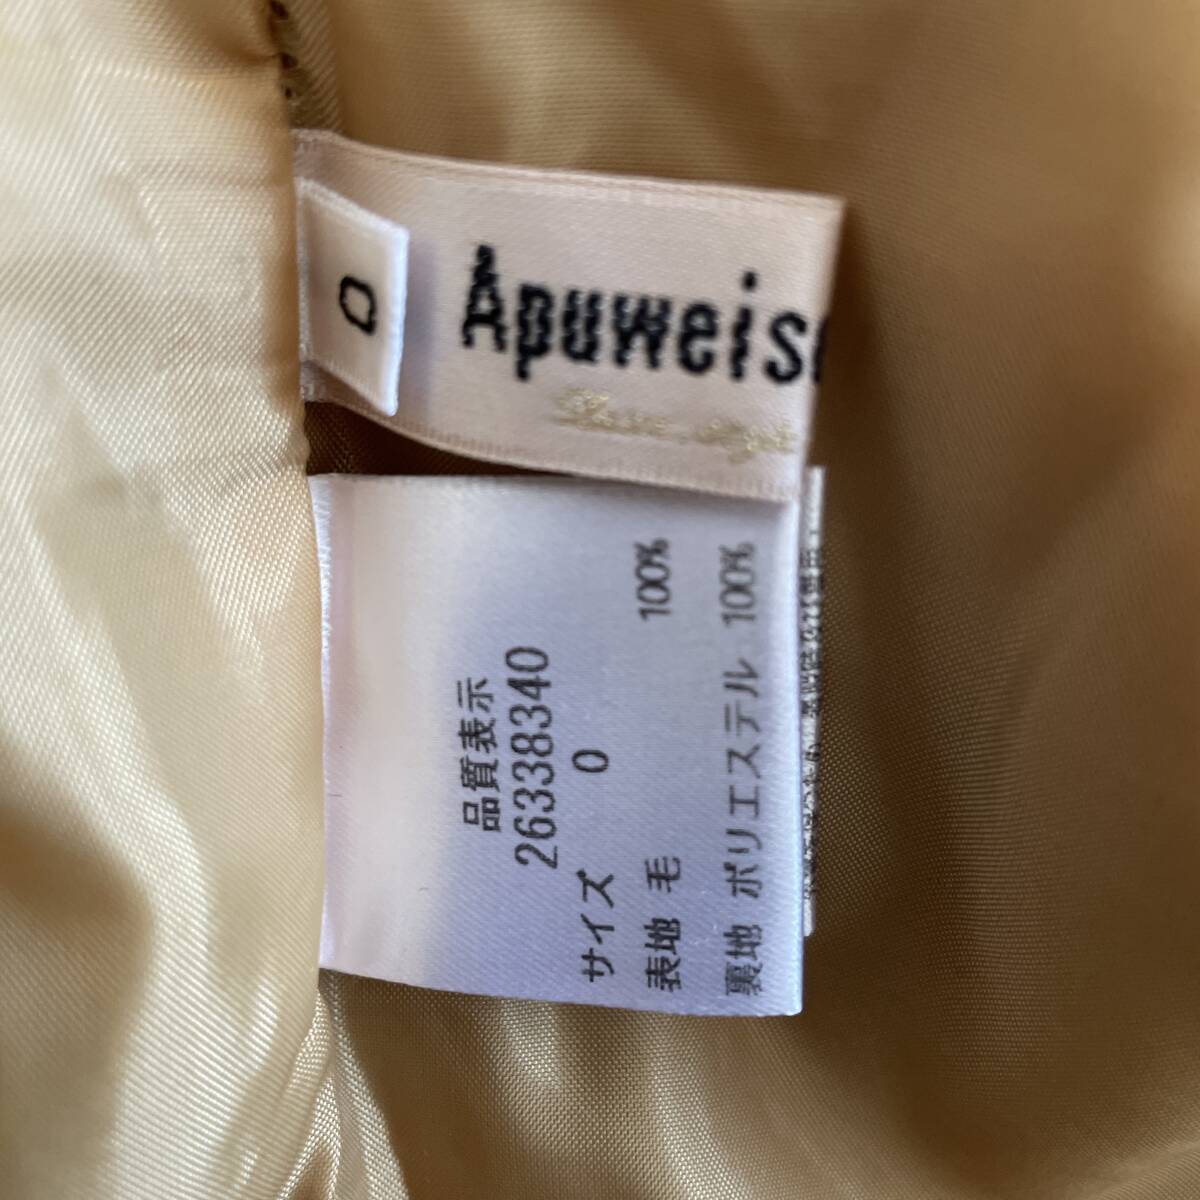 0
Apuweis
品質表示
26338340
サイズ 0
表地 毛 100%
裏地 ポリエステル 100%